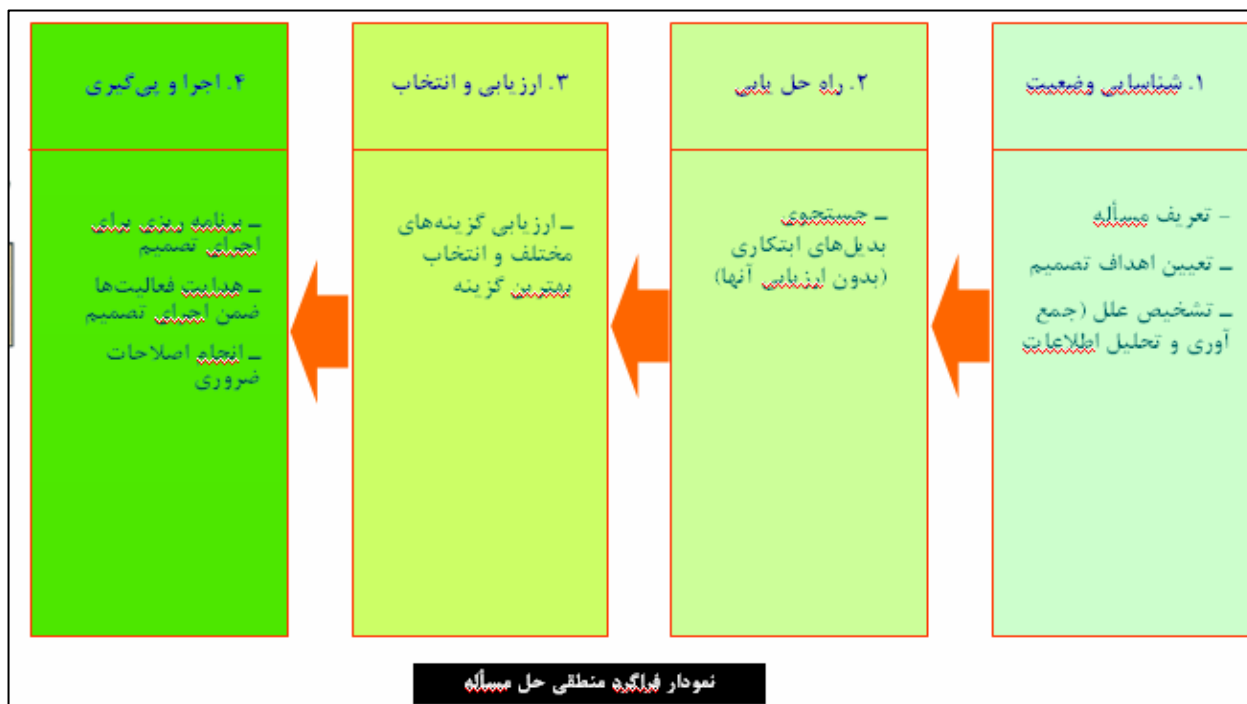 ۱. شناسایی وضعیت
- تعریف مسأله
ـ تعیین اهداف تصمیم
ـ تشخیص علل (جمع
آوری و تحلیل اطلاعات
۲. راه حل یابی
ـ جستجوی
بدیل‌های ابتکاری
(بدون ارزیابی آنها)
۳. ارزیابی و انتخاب
ـ ارزیابی گزینه‌های
مختلف و انتخاب
بهترین گزینه
۴. اجرا و پی‌گیری
ـ برنامه ریزی برای
اجرای تصمیم
ـ هدایت فعالیت‌ها
ضمن اجرای تصمیم
ـ انجام اصلاحات
ضروری
نمودار فراگرد منطقی حل مسأله